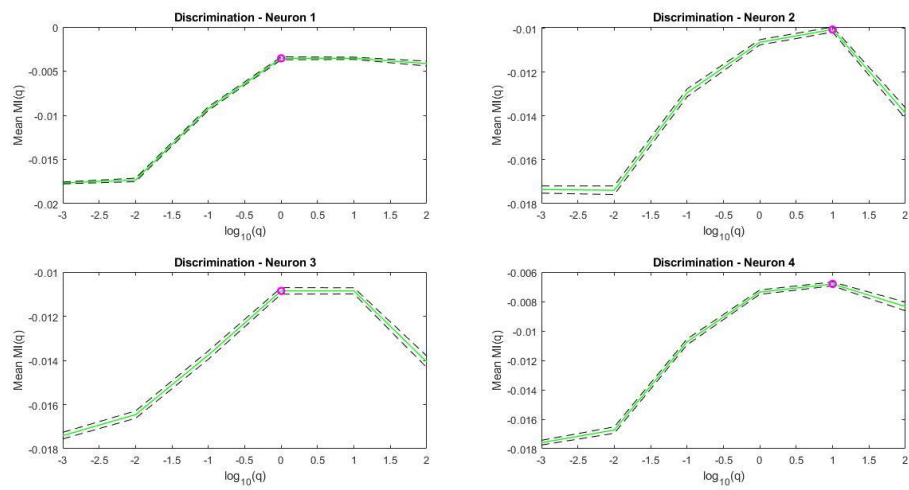 Discrimination - Neuron 1
0
-0.005
-0.01
-0.015
-0.02
Mean MI(q)
-3 -2.5 -2 -1.5 -1 -0.5 0 0.5 1 1.5 2
log10(q)
Discrimination - Neuron 2
-0.01
-0.012
-0.014
-0.016
-0.018
Mean MI(q)
-3 -2.5 -2 -1.5 -1 -0.5 0 0.5 1 1.5 2
log10(q)
Discrimination - Neuron 3
-0.01
-0.012
-0.014
-0.016
-0.018
Mean MI(q)
-3 -2.5 -2 -1.5 -1 -0.5 0 0.5 1 1.5 2
log10(q)
Discrimination - Neuron 4
-0.006
-0.008
-0.01
-0.012
-0.014
-0.016
-0.018
Mean MI(q)
-3 -2.5 -2 -1.5 -1 -0.5 0 0.5 1 1.5 2
log10(q)